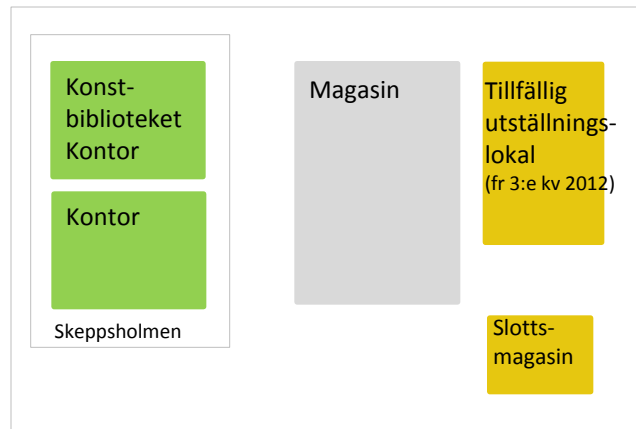 Konst-
biblioteket
Kontor
Kontor
Skeppsholmen
Magasin
Tillfällig
utställnings-
lokal
(fr 3:e kv 2012)
Slotts-
magasin